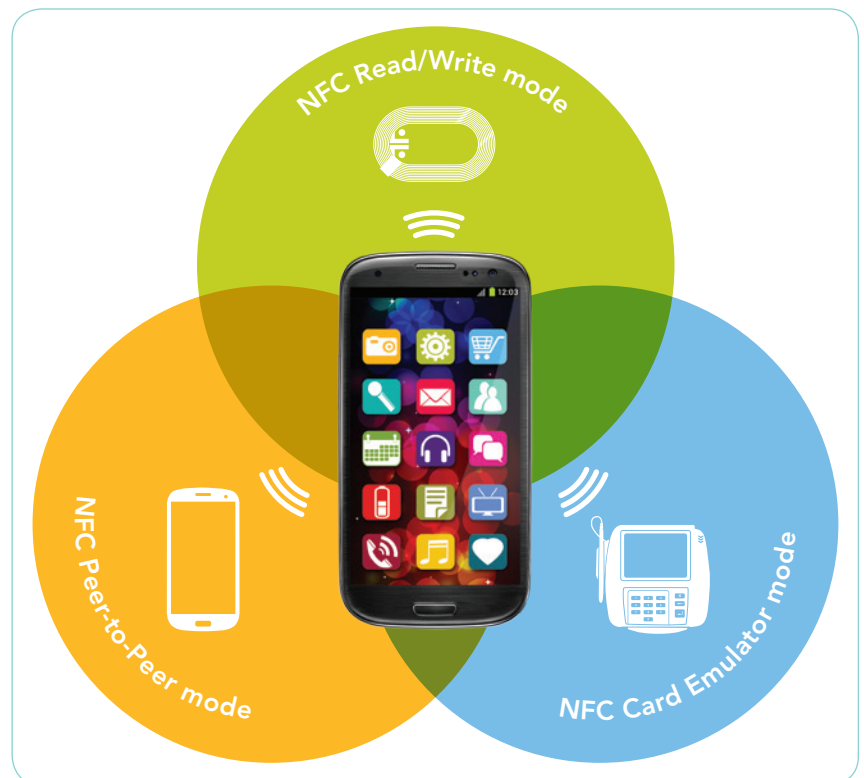 NFC Read/Write mode
12:03
NFC Peer-to-Peer mode
NFC Card Emulator mode